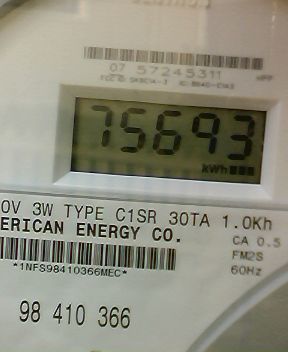 07 57245311
75693
kWh
0V 3W TYPE C1SR 30TA 1.0Kh
ERICAN ENERGY CO.
CA 0.5
FM2S
*1NFS98410366MEC*
60Hz
98 410 366